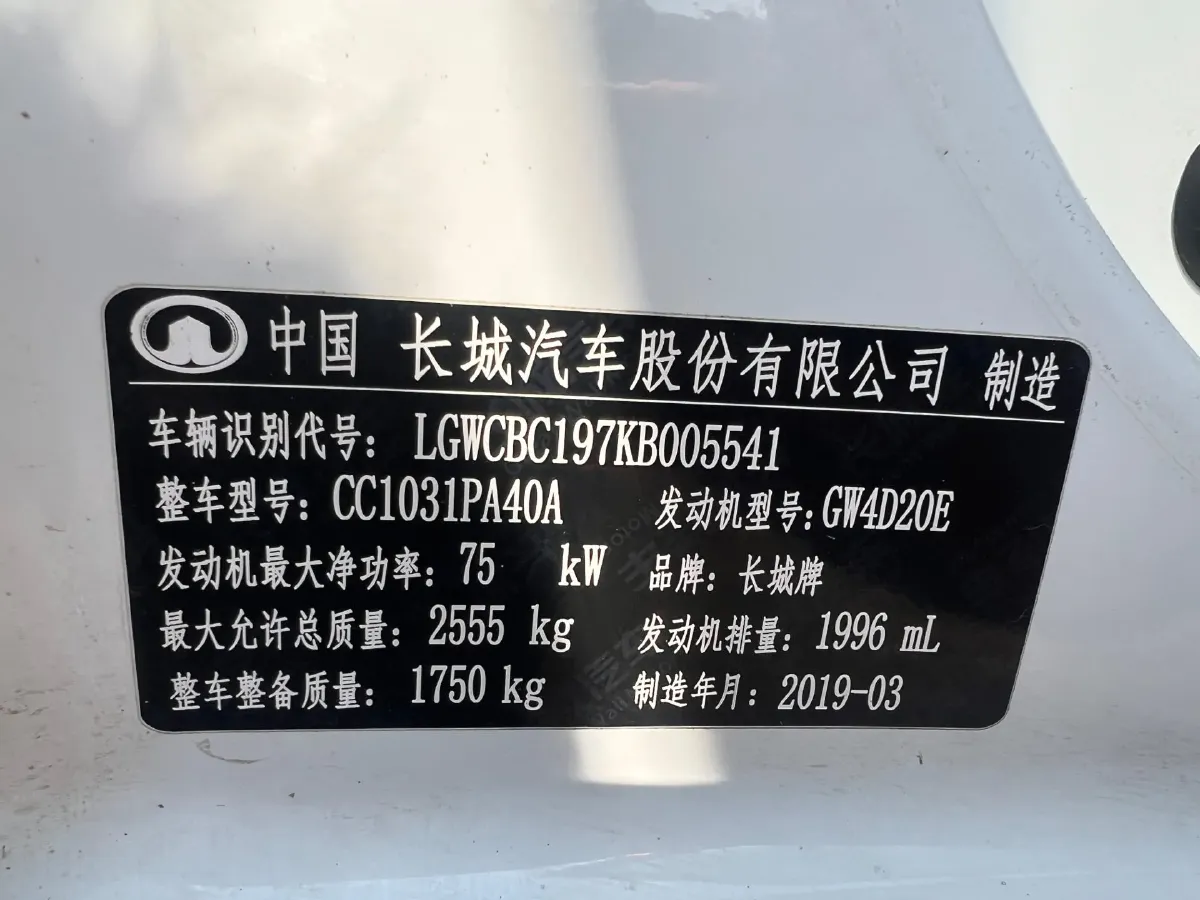 中国 长城汽车股份有限公司 制造
车辆识别代号：LGWCBC197KB005541
整车型号：CC1031PA40A 发动机型号：GW4D20E
发动机最大净功率：75 kW 品牌：长城牌
最大允许总质量：2555 kg 发动机排量：1996 mL
整车整备质量：1750 kg 制造年月：2019-03